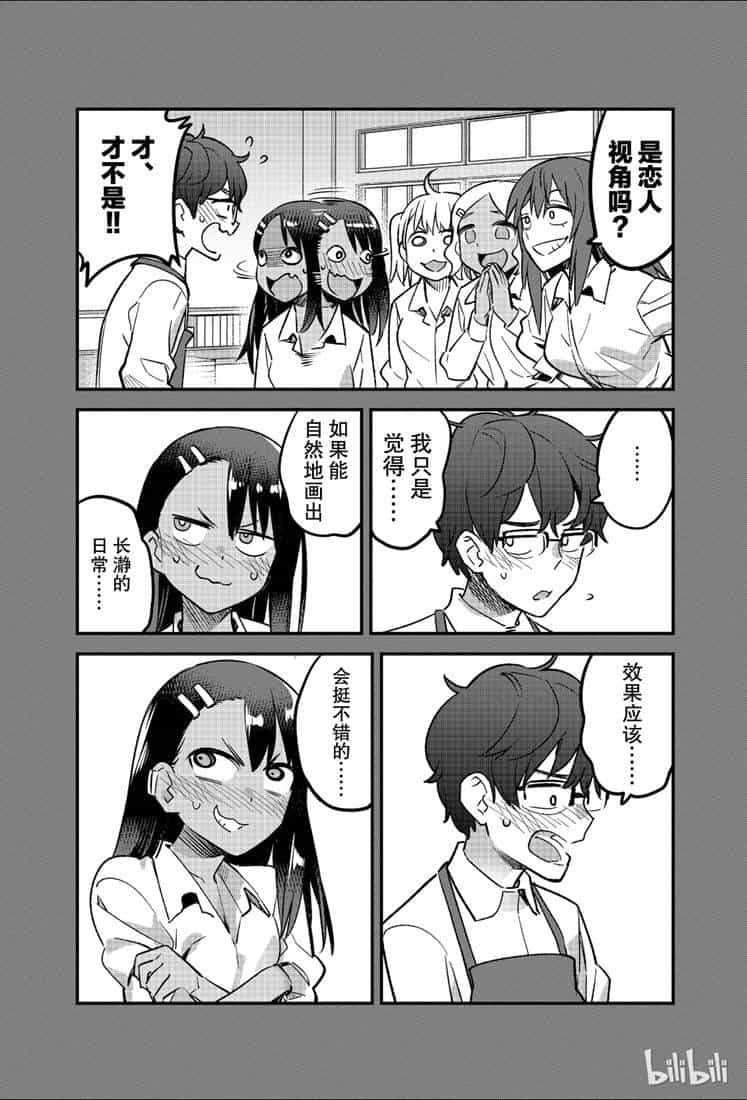 是恋人
视角吗？
才、
才不是！！
……
我只是
觉得……
如果能
自然地画出
长瀞的
日常……
效果应该……
会挺不错的……
bilibili